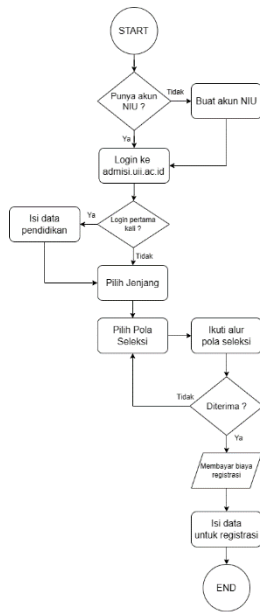 START
Punya akun
NIU ?
Tidak
Buat akun NIU
Ya
Login ke
admisi.uii.ac.id
Login pertama
kali ?
Ya
Isi data
pendidikan
Tidak
Pilih Jenjang
Pilih Pola
Seleksi
Ikuti alur
pola seleksi
Diterima ?
Tidak
Ya
Membayar biaya
registrasi
Isi data
untuk registrasi
END